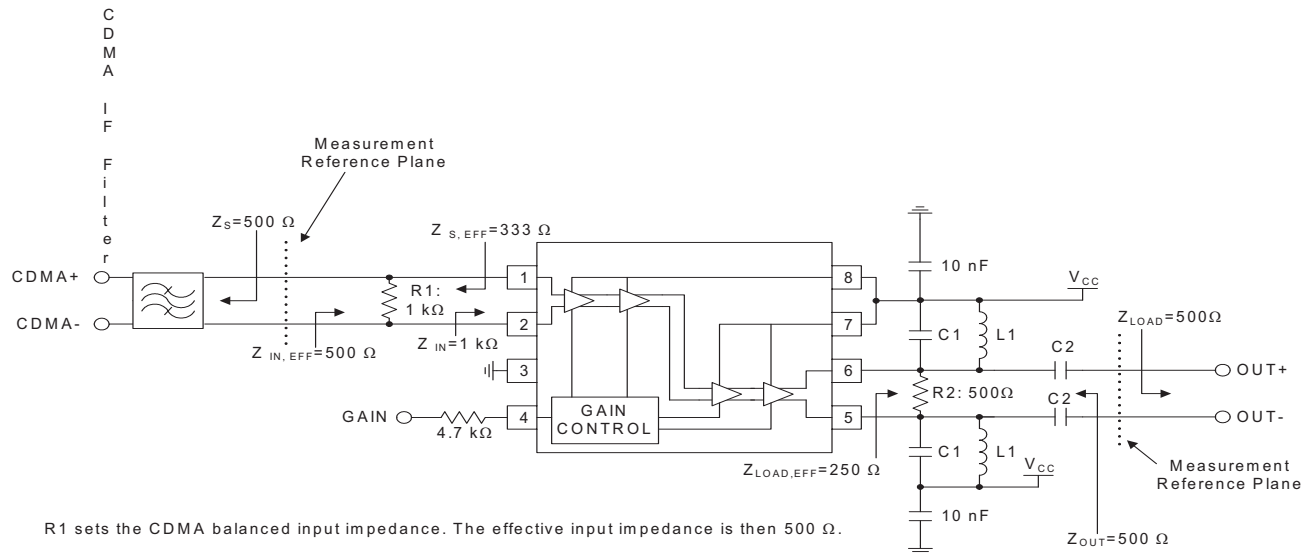 CDMA IF Filter
Measurement
Reference Plane
Z_S=500 Ω
Z_S,EFF=333 Ω
CDMA+
CDMA-
R1:
1 kΩ
Z_IN,EFF=500 Ω
Z_IN=1 kΩ
1
2
3
4
8
7
6
5
GAIN
4.7 kΩ
GAIN
CONTROL
10 nF
V_CC
C1
L1
C2
Z_LOAD=500Ω
OUT+
R2: 500Ω
C2
OUT-
C1
L1
Z_LOAD,EFF=250 Ω
V_CC
Measurement
Reference Plane
10 nF
Z_OUT=500 Ω
R1 sets the CDMA balanced input impedance. The effective input impedance is then 500 Ω.